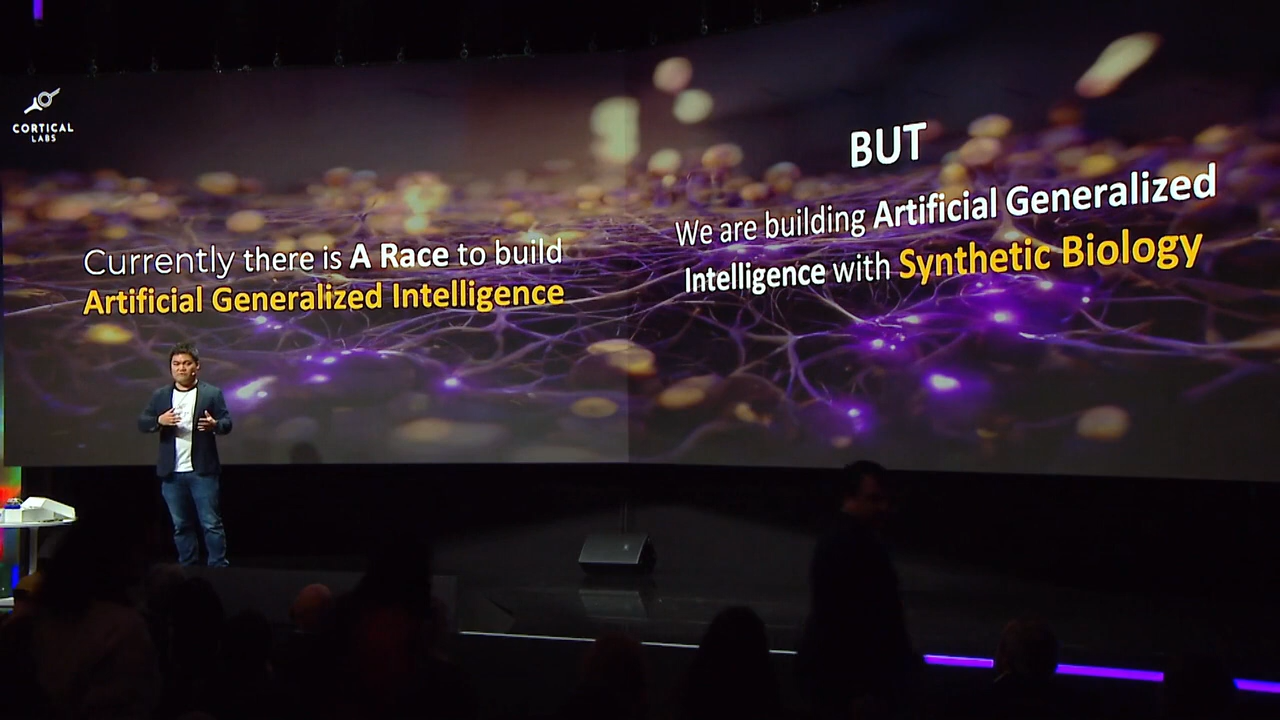 CORTICAL
LABS
Currently there is A Race to build
Artificial Generalized Intelligence
BUT
We are building Artificial Generalized
Intelligence with Synthetic Biology